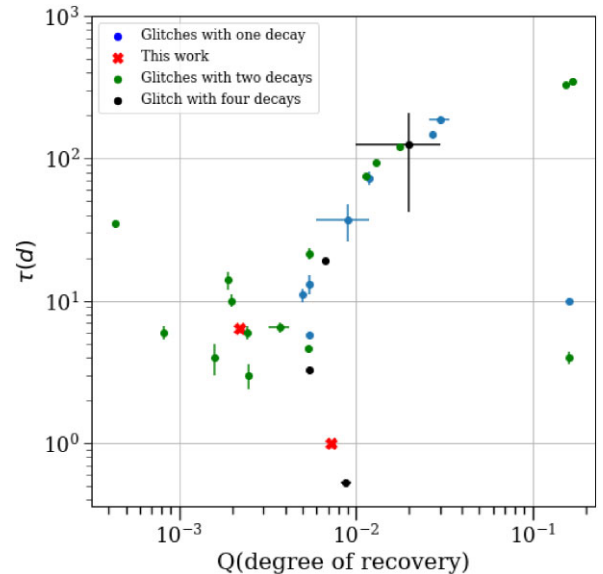 10³
Glitches with one decay
This work
Glitches with two decays
Glitch with four decays
10²
τ(d)
10¹
10⁰
10⁻³
10⁻²
10⁻¹
Q(degree of recovery)